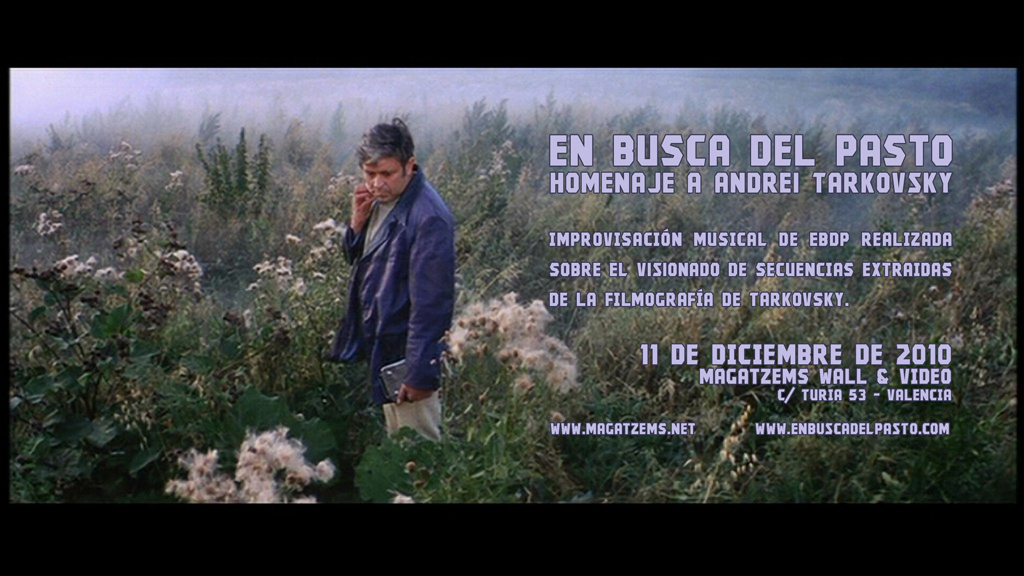 EN BUSCA DEL PASTO
HOMENAJE A ANDREI TARKOVSKY
IMPROVISACIÓN MUSICAL DE EBDP REALIZADA
SOBRE EL VISIONADO DE SECUENCIAS EXTRAIDAS
DE LA FILMOGRAFÍA DE TARKOVSKY.
11 DE DICIEMBRE DE 2010
MAGATZEMS WALL & VIDEO
C/ TURIA 53 - VALENCIA
WWW.MAGATZEMS.NET WWW.ENBUSCADELPASTO.COM